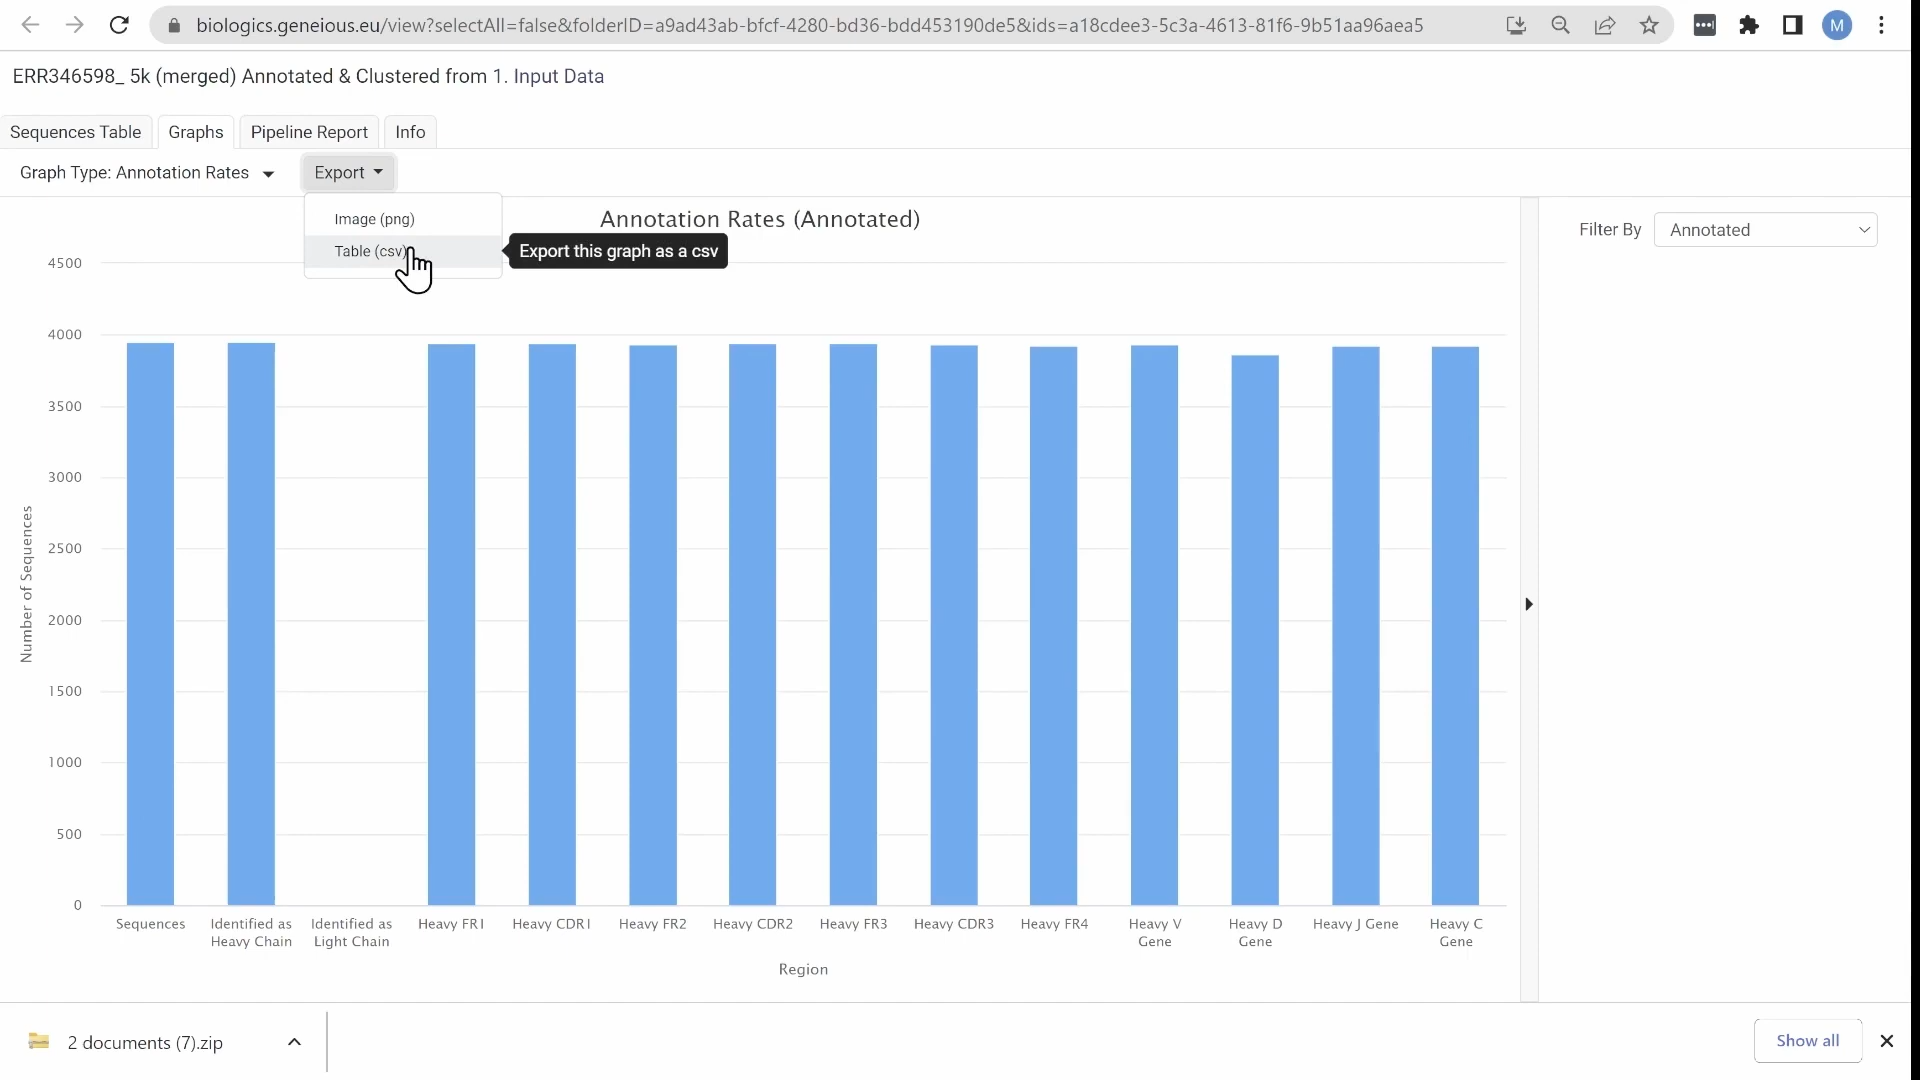 biologics.geneious.eu/view?selectAll=false&folderID=a9ad43ab-bfcf-4280-bd36-bdd453190de5&ids=a18cdee3-5c3a-4613-81f6-9b51aa96aea5
M
ERR346598_ 5k (merged) Annotated & Clustered from 1. Input Data
Sequences Table
Graphs
Pipeline Report
Info
Graph Type: Annotation Rates
Export
Image (png)
Table (csv)
Export this graph as a csv
Annotation Rates (Annotated)
Filter By
Annotated
4500
4000
3500
3000
2500
2000
1500
1000
500
0
Number of Sequences
Sequences
Identified as
Heavy Chain
Identified as
Light Chain
Heavy FR1
Heavy CDR1
Heavy FR2
Heavy CDR2
Heavy FR3
Heavy CDR3
Heavy FR4
Heavy V
Gene
Heavy D
Gene
Heavy J Gene
Heavy C
Gene
Region
2 documents (7).zip
Show all